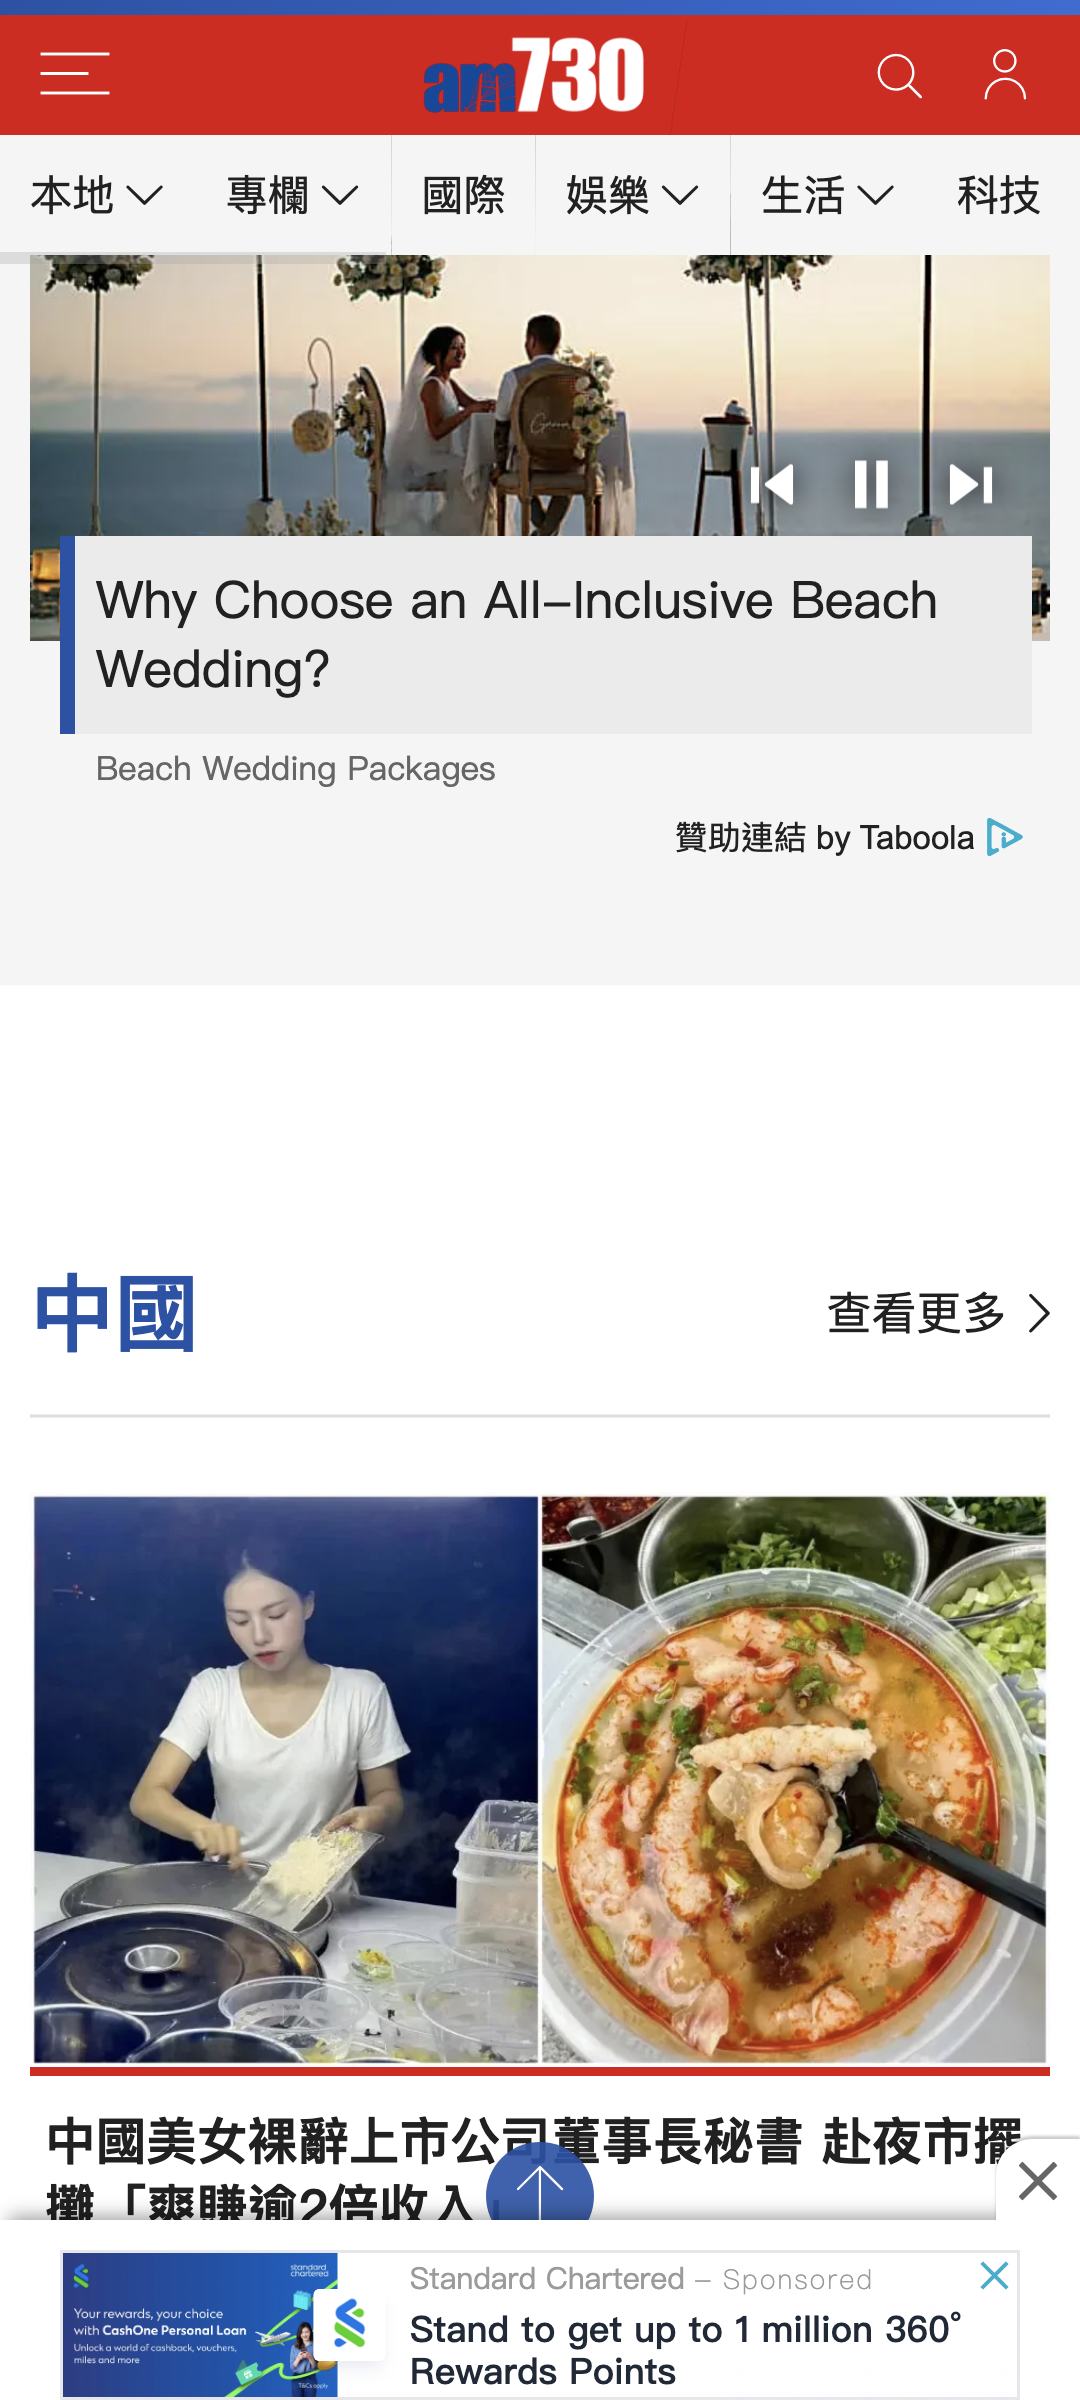 am730
本地 專欄 國際 娛樂 生活 科技
Why Choose an All-Inclusive Beach
Wedding?
Beach Wedding Packages
贊助連結 by Taboola
中國
查看更多
中國美女裸辭上市公司董事長秘書 赴夜市擺
攤「爽賺逾2倍收入」
standard
chartered
Your rewards, your choice
with CashOne Personal Loan
Unlock a world of cashback, vouchers,
miles and more
T&Cs apply
Standard Chartered – Sponsored
Stand to get up to 1 million 360°
Rewards Points